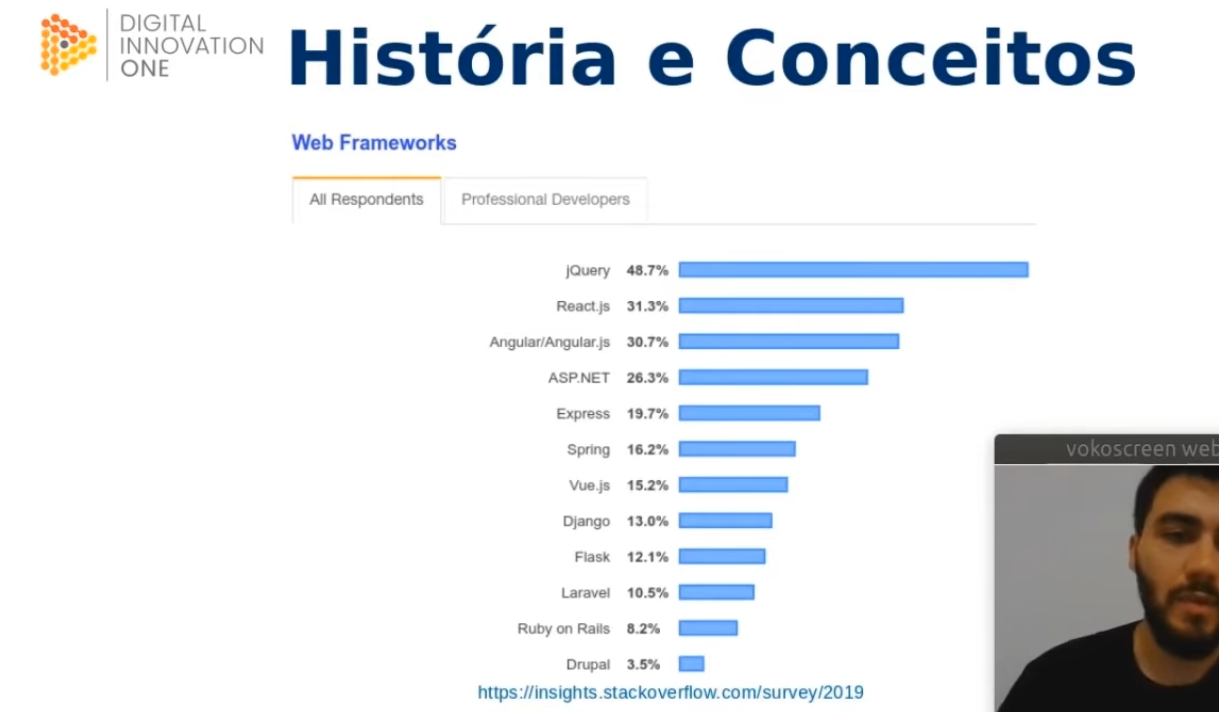 DIGITAL
INNOVATION
ONE
História e Conceitos
Web Frameworks
All Respondents Professional Developers
jQuery 48.7%
React.js 31.3%
Angular/Angular.js 30.7%
ASP.NET 26.3%
Express 19.7%
Spring 16.2%
Vue.js 15.2%
Django 13.0%
Flask 12.1%
Laravel 10.5%
Ruby on Rails 8.2%
Drupal 3.5%
https://insights.stackoverflow.com/survey/2019
vokoscreen web